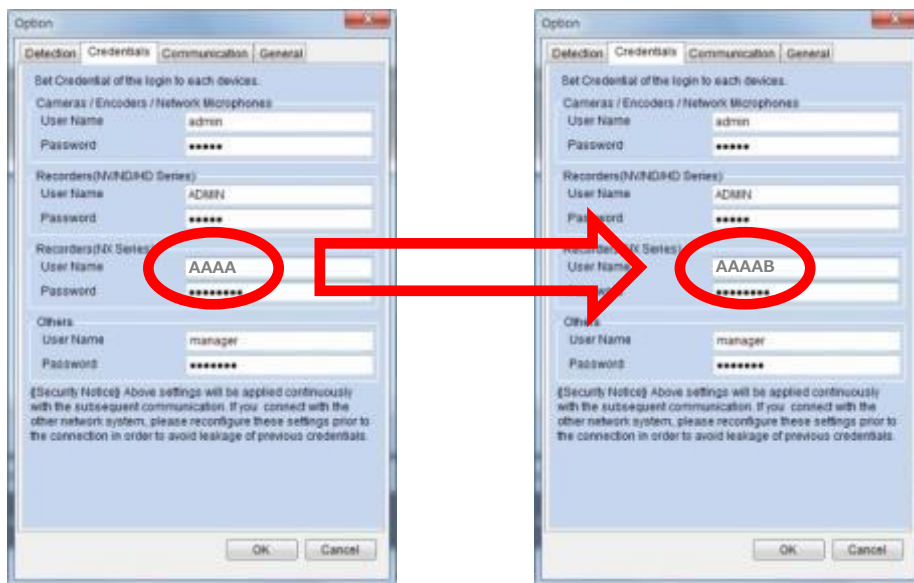 Option
Detection Credentials Communication General
Set Credential of the login to each devices.
Cameras / Encoders / Network Microphones
User Name admin
Password
Recorders(NV/ND/HD Series)
User Name ADMIN
Password
Recorders(NX Series)
User Name AAAA
Password
Others
User Name manager
Password
{Security Notice} Above settings will be applied continuously
with the subsequent communication. If you connect with the
other network system, please reconfigure these settings prior to
the connection in order to avoid leakage of previous credentials.
OK Cancel
Option
Detection Credentials Communication General
Set Credential of the login to each devices.
Cameras / Encoders / Network Microphones
User Name admin
Password
Recorders(NV/ND/HD Series)
User Name ADMIN
Password
Series)
User Name AAAAB
Others
User Name manager
Password
{Security Notice} Above settings will be applied continuously
with the subsequent communication. If you connect with the
other network system, please reconfigure these settings prior to
the connection in order to avoid leakage of previous credentials.
OK Cancel